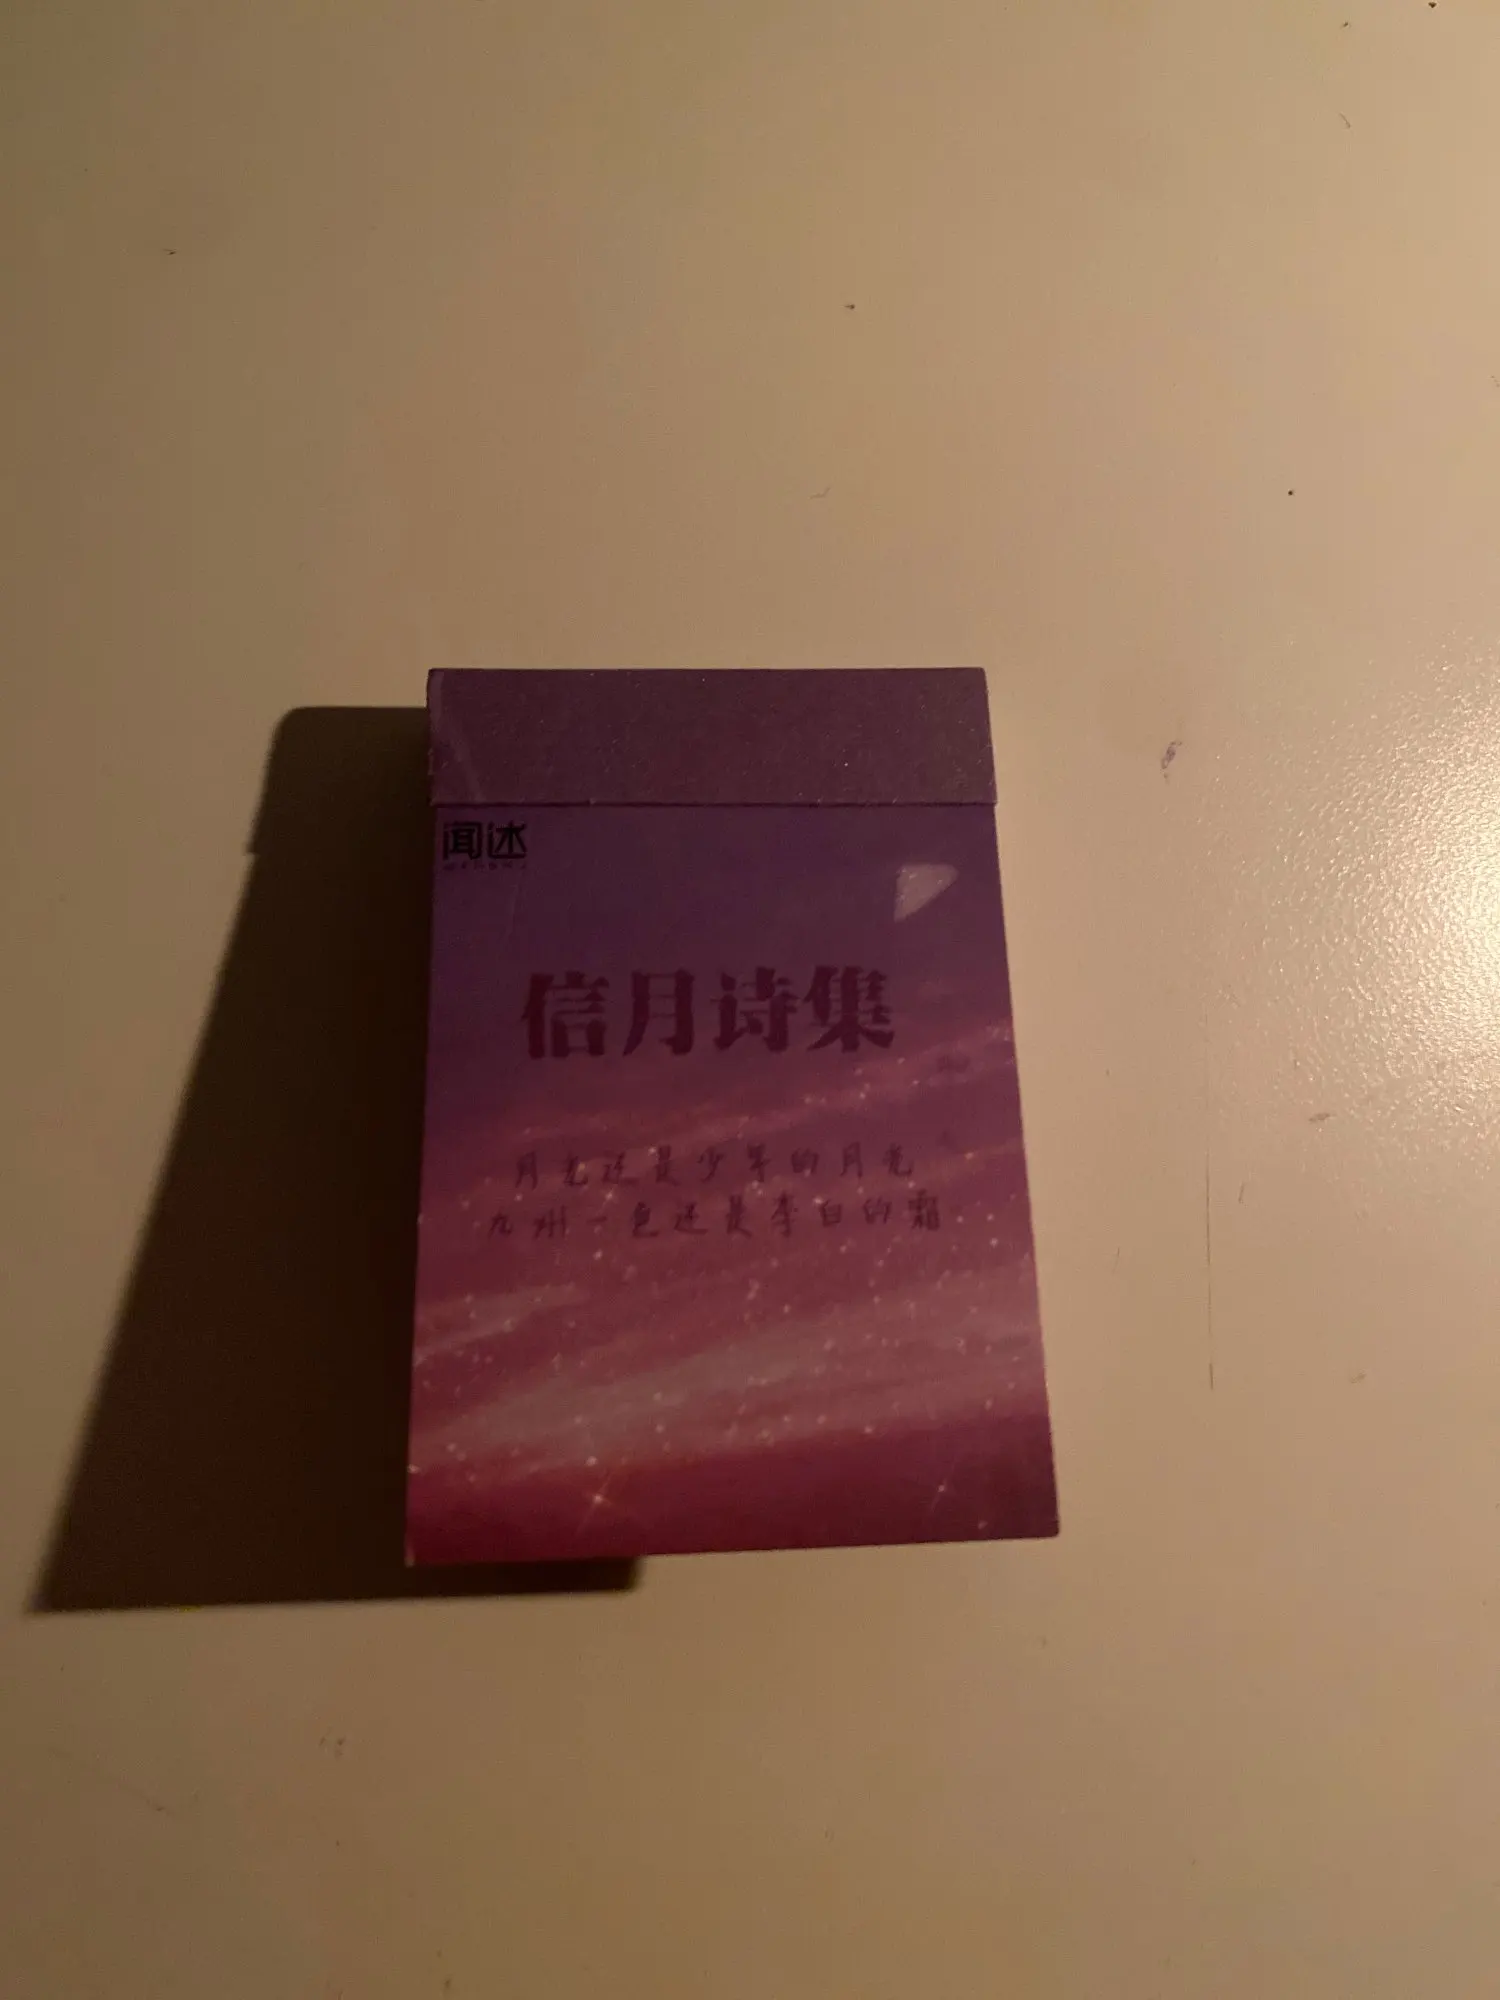 闻述
信月诗集
月光还是少年的月光
九州一色还是李白的霜